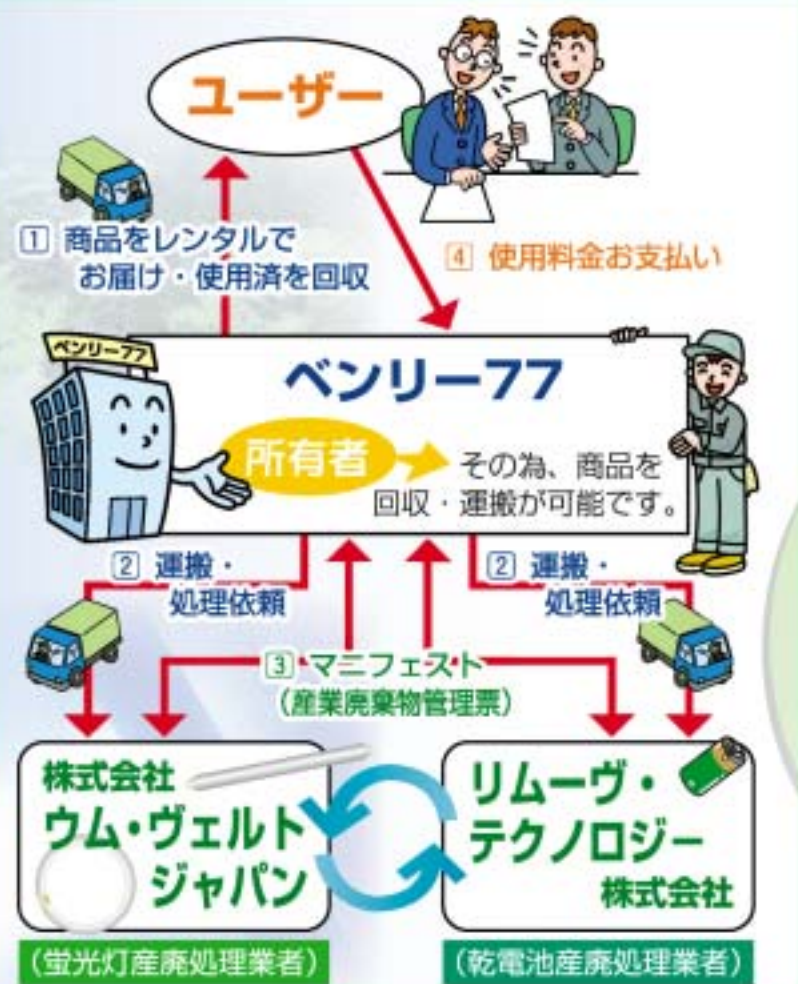 ユーザー
1 商品をレンタルで
お届け・使用済を回収
4 使用料金お支払い
ベンリー77
ベンリー77
所有者
その為、商品を
回収・運搬が可能です。
2 運搬・
処理依頼
2 運搬・
処理依頼
3 マニフェスト
（産業廃棄物管理票）
株式会社
ウム・ヴェルト
ジャパン
（蛍光灯産廃処理業者）
リムーヴ・
テクノロジー
株式会社
（乾電池産廃処理業者）